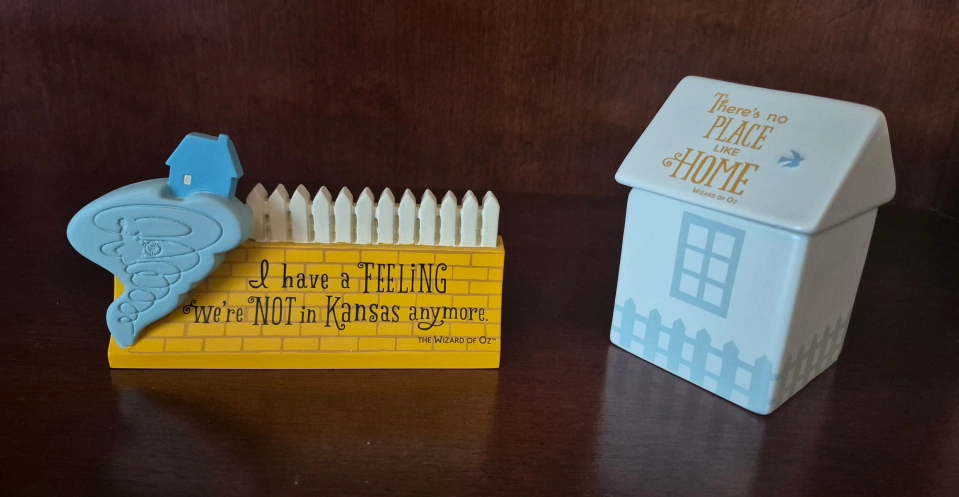 I have a FEELING
we're NOT in Kansas anymore.
THE WIZARD OF OZ™
There's no
PLACE
LIKE
HOME
WIZARD OF OZ